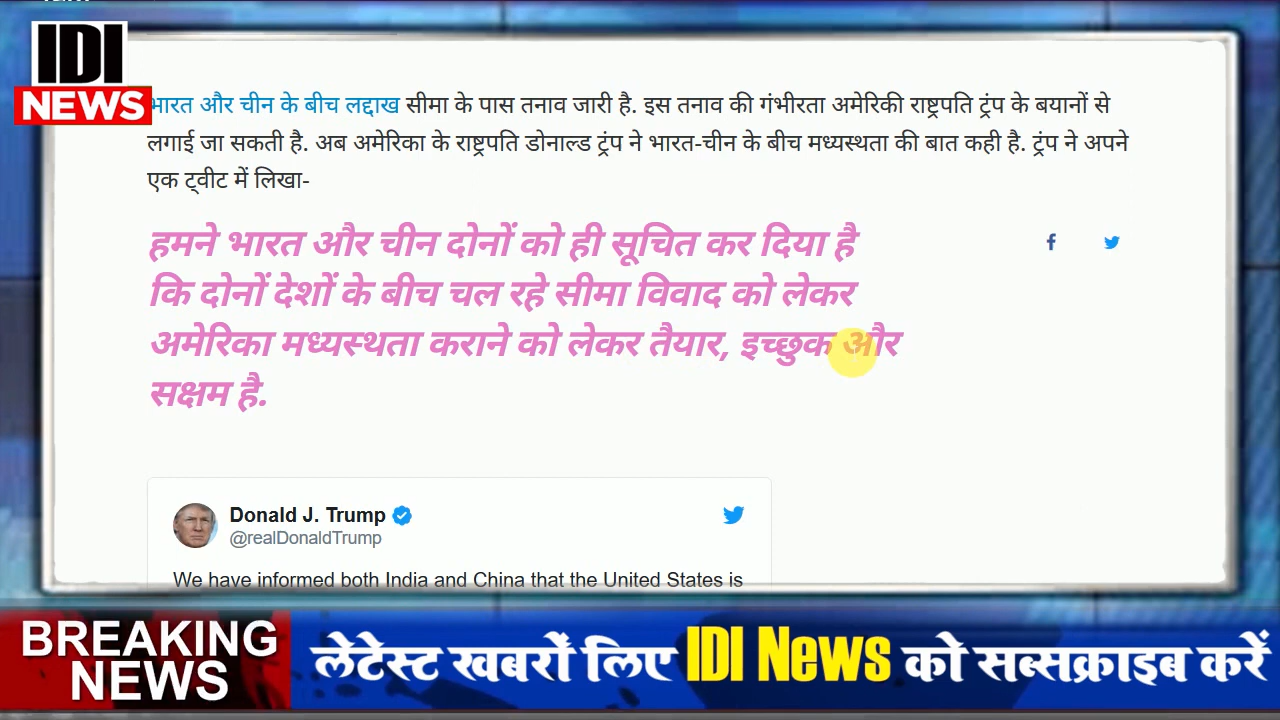 IDI
NEWS
भारत और चीन के बीच लद्दाख सीमा के पास तनाव जारी है. इस तनाव की गंभीरता अमेरिकी राष्ट्रपति ट्रंप के बयानों से
लगाई जा सकती है. अब अमेरिका के राष्ट्रपति डोनाल्ड ट्रंप ने भारत-चीन के बीच मध्यस्थता की बात कही है. ट्रंप ने अपने
एक ट्वीट में लिखा-
हमने भारत और चीन दोनों को ही सूचित कर दिया है
कि दोनों देशों के बीच चल रहे सीमा विवाद को लेकर
अमेरिका मध्यस्थता कराने को लेकर तैयार, इच्छुक और
सक्षम है.
Donald J. Trump
@realDonaldTrump
We have informed both India and China that the United States is
BREAKING
NEWS
लेटेस्ट खबरों लिए IDI News को सब्सक्राइब करें